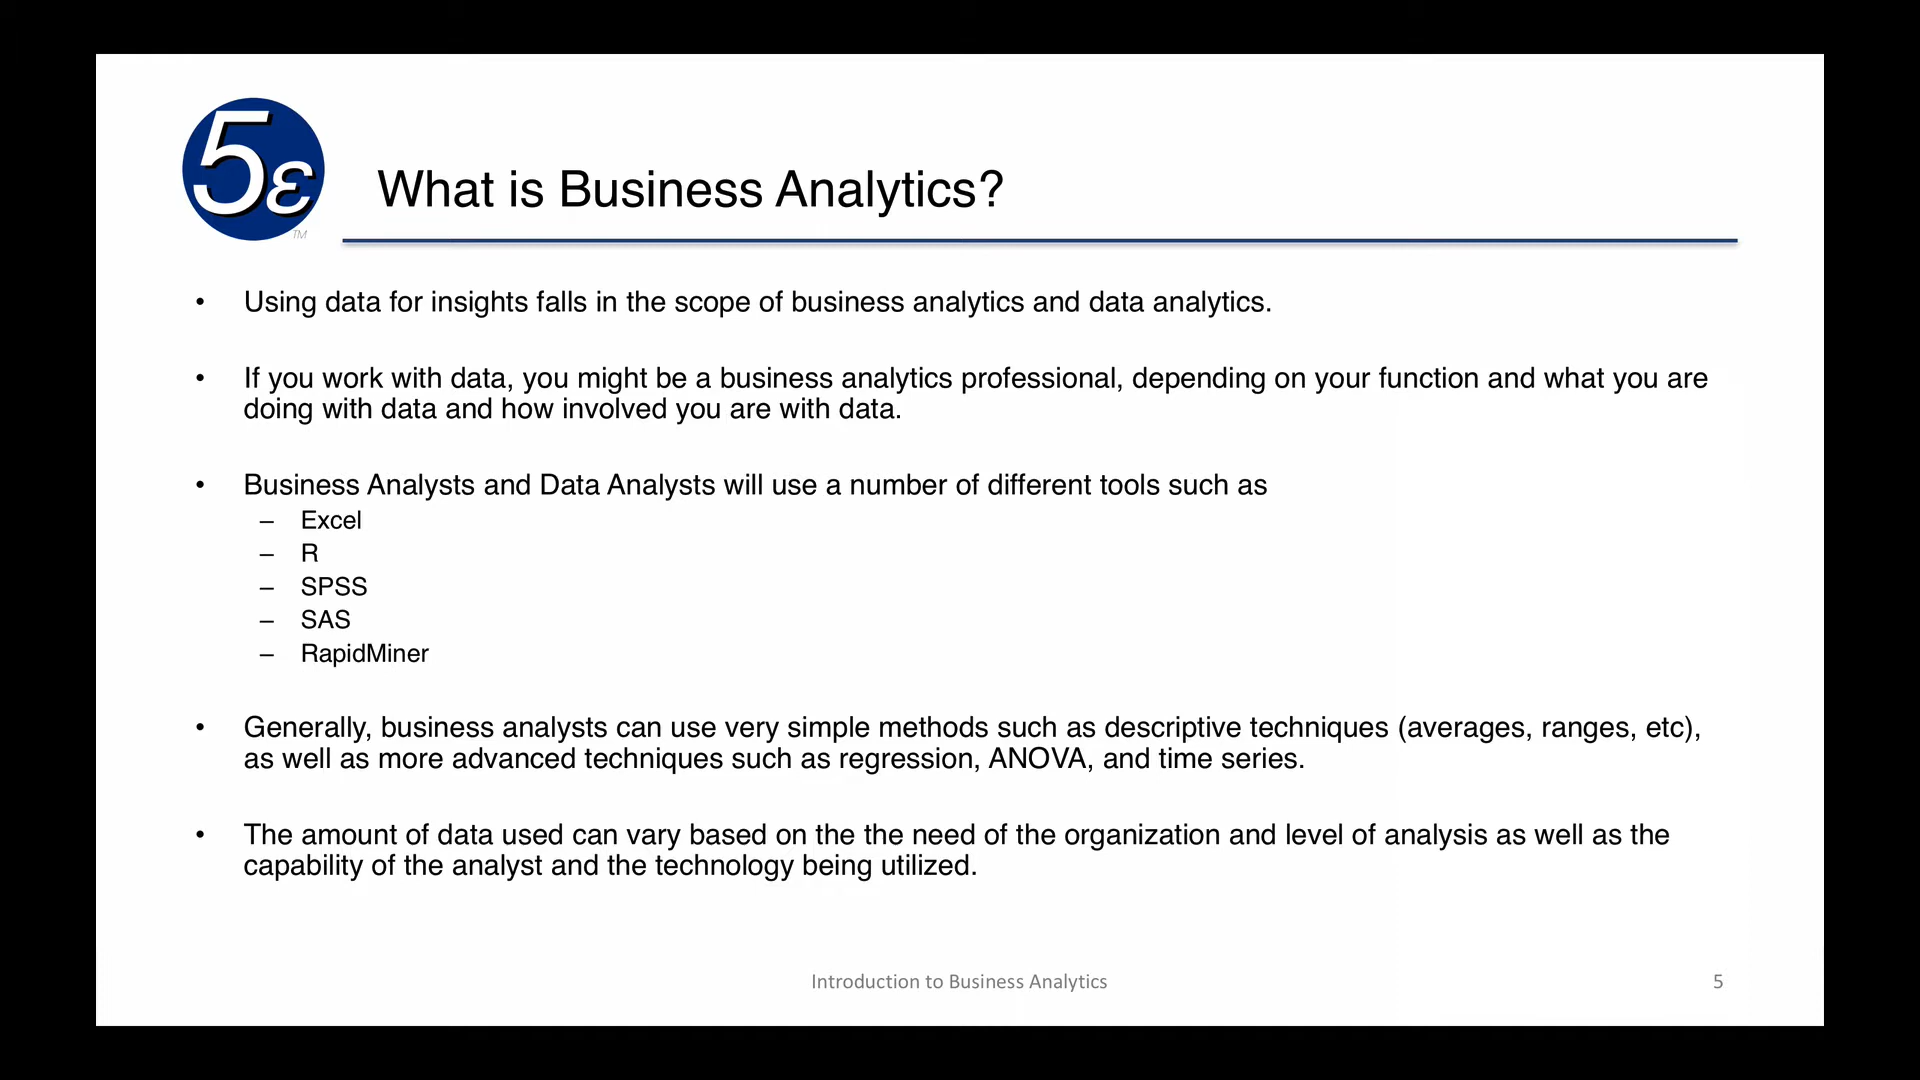 5ε
TM
What is Business Analytics?
• Using data for insights falls in the scope of business analytics and data analytics.
• If you work with data, you might be a business analytics professional, depending on your function and what you are
doing with data and how involved you are with data.
• Business Analysts and Data Analysts will use a number of different tools such as
– Excel
– R
– SPSS
– SAS
– RapidMiner
• Generally, business analysts can use very simple methods such as descriptive techniques (averages, ranges, etc),
as well as more advanced techniques such as regression, ANOVA, and time series.
• The amount of data used can vary based on the the need of the organization and level of analysis as well as the
capability of the analyst and the technology being utilized.
Introduction to Business Analytics
5